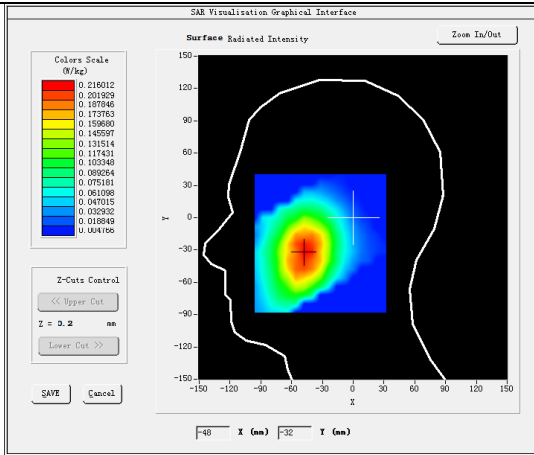 SAR Visualisation Graphical Interface
Surface Radiated Intensity
Zoom In/Out
Colors Scale
(W/kg)
0.216012
0.201929
0.187846
0.173763
0.159680
0.145597
0.131514
0.117431
0.103348
0.089264
0.075181
0.061098
0.047015
0.032932
0.018849
0.004766
Z-Cuts Control
<< Upper Cut
Z = 3.2 mm
Lower Cut >>
SAVE
Cancel
150
120
90
60
30
0
-30
-60
-90
-120
-150
Y
-150 -120 -90 -60 -30 0 30 60 90 120 150
X
-48 X (mm) -32 Y (mm)